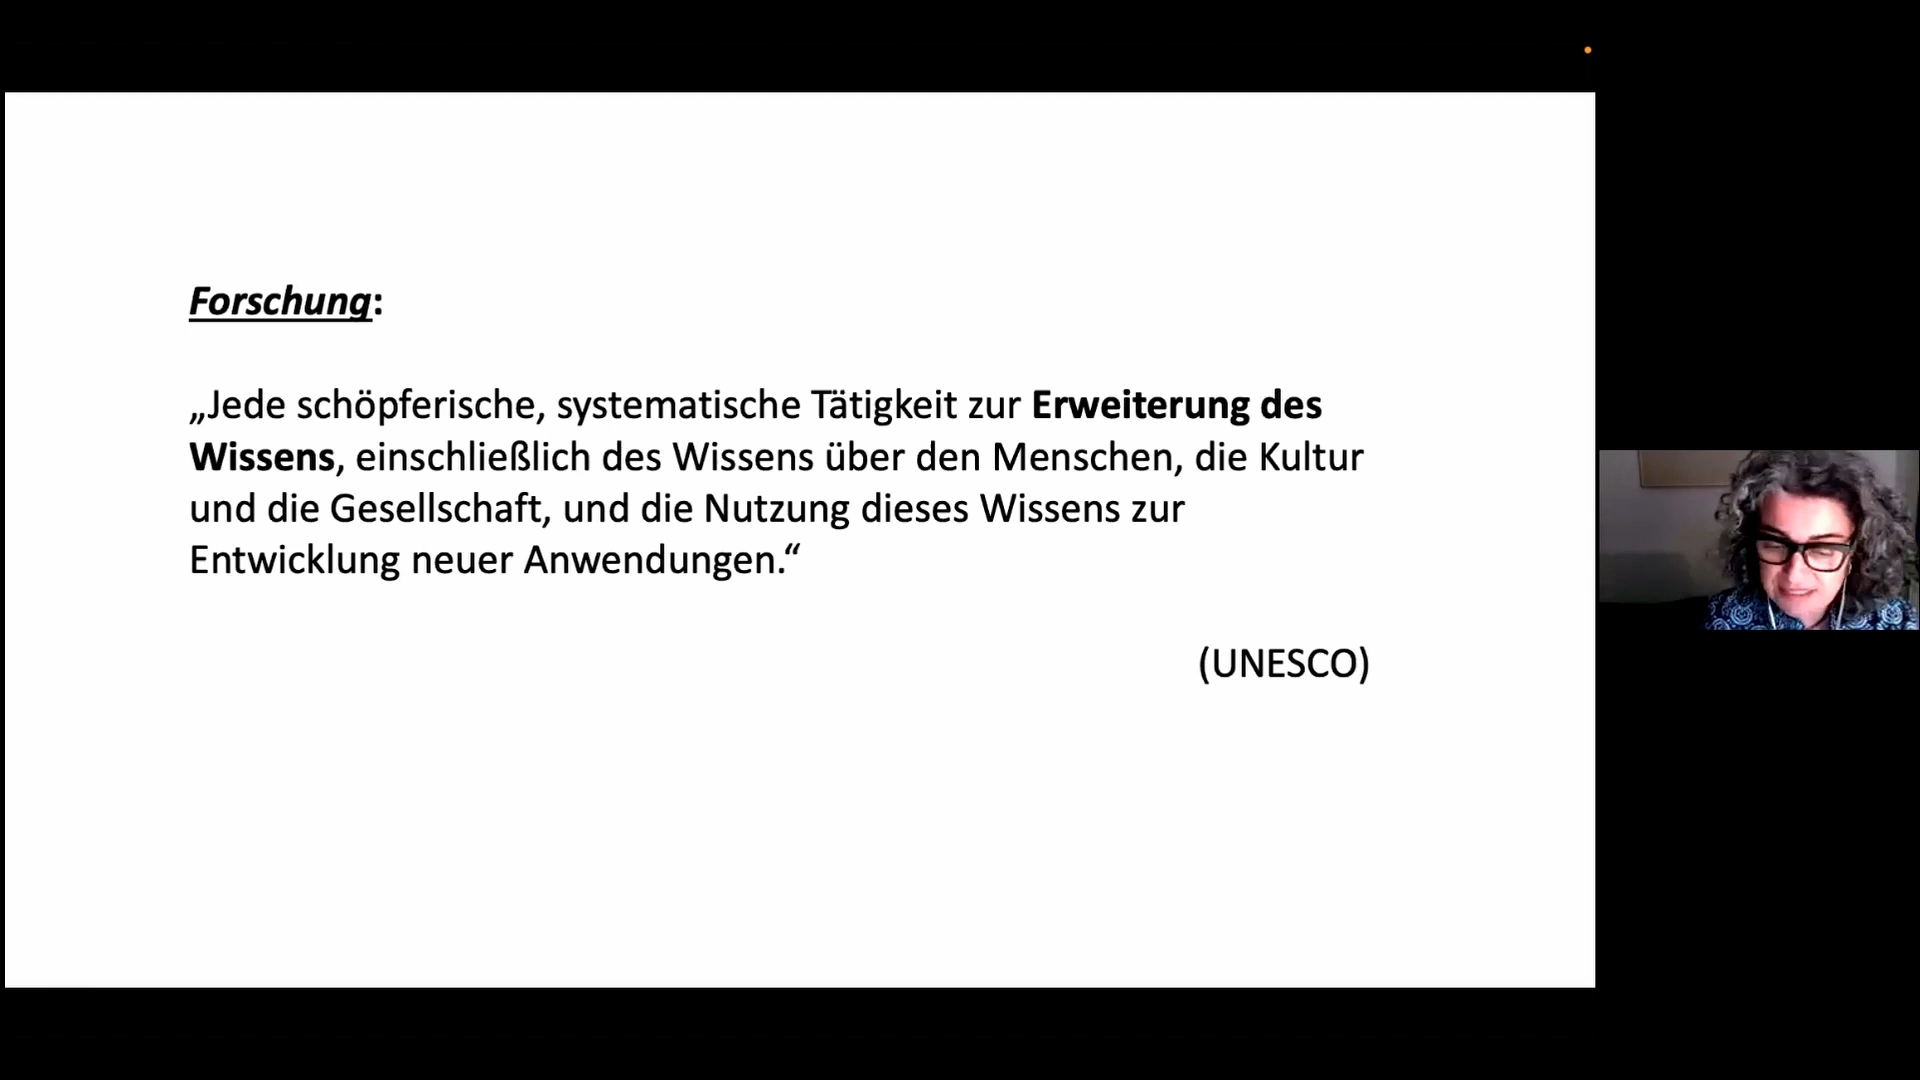 Forschung:
„Jede schöpferische, systematische Tätigkeit zur Erweiterung des
Wissens, einschließlich des Wissens über den Menschen, die Kultur
und die Gesellschaft, und die Nutzung dieses Wissens zur
Entwicklung neuer Anwendungen.“
(UNESCO)